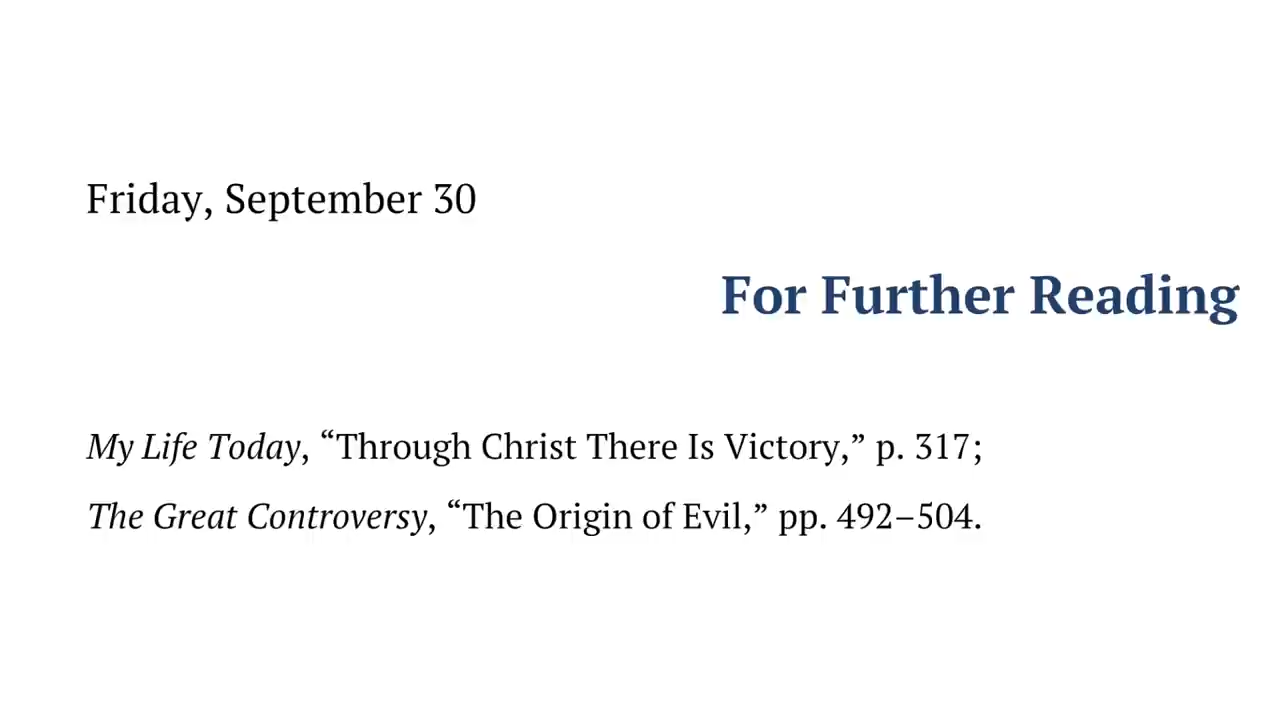 Friday, September 30
For Further Reading
My Life Today, “Through Christ There Is Victory,” p. 317;
The Great Controversy, “The Origin of Evil,” pp. 492–504.